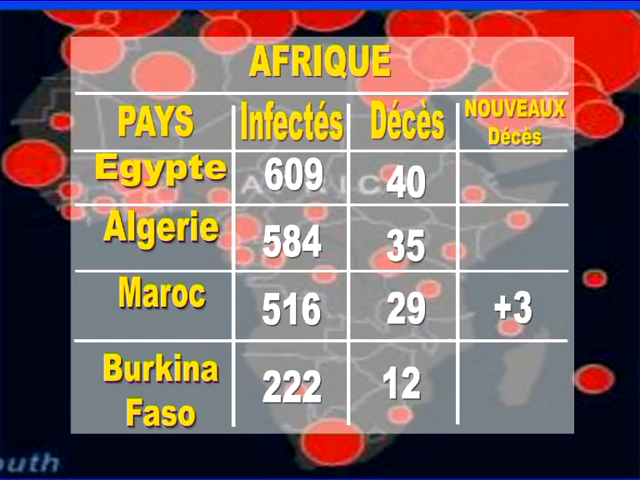 AFRIQUE
PAYS Infectés Décès NOUVEAUX Décès
Egypte 609 40
Algerie 584 35
Maroc 516 29 +3
Burkina Faso 222 12
outh